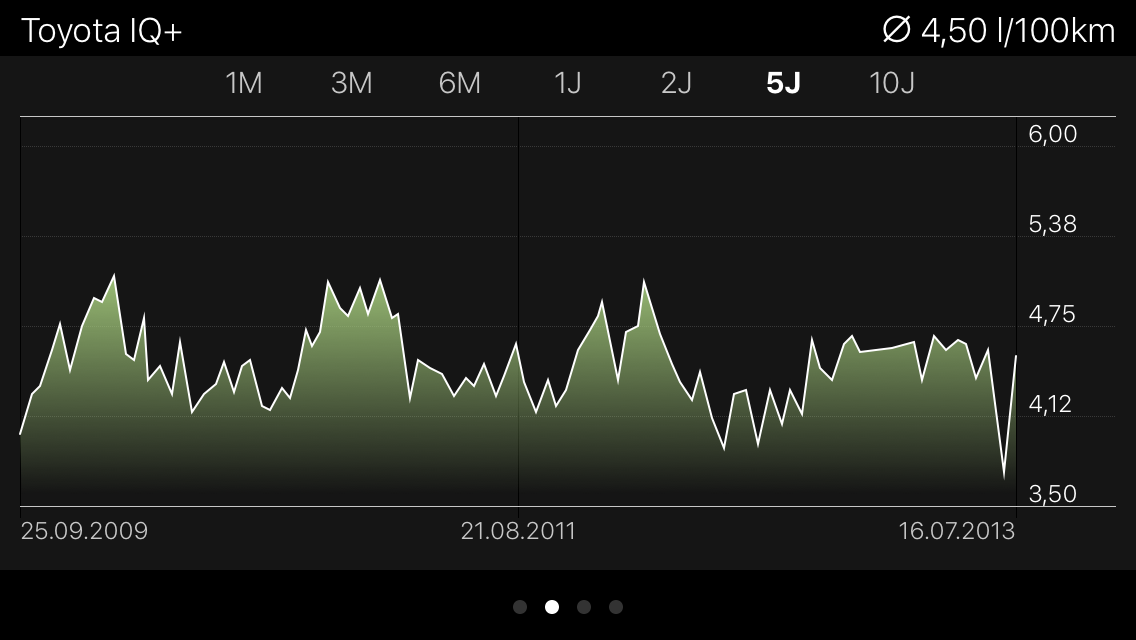 Toyota IQ+
Ø 4,50 l/100km
1M 3M 6M 1J 2J 5J 10J
6,00
5,38
4,75
4,12
3,50
25.09.2009 21.08.2011 16.07.2013